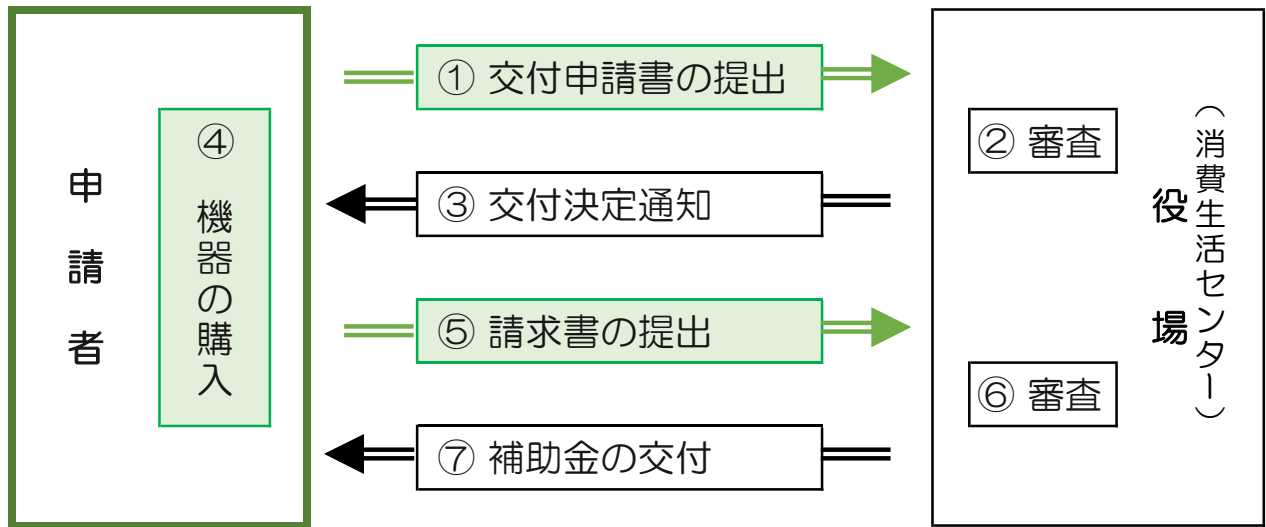 申請者
④ 機器の購入
① 交付申請書の提出
② 審査
③ 交付決定通知
⑤ 請求書の提出
⑥ 審査
⑦ 補助金の交付
役場
（消費生活センター）